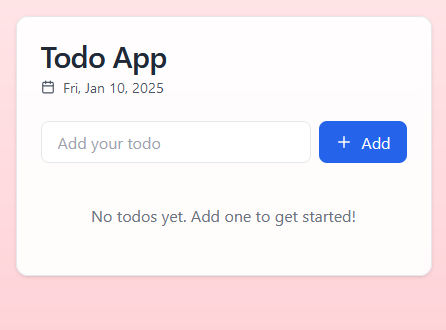 Todo App
Fri, Jan 10, 2025
Add your todo
Add
No todos yet. Add one to get started!